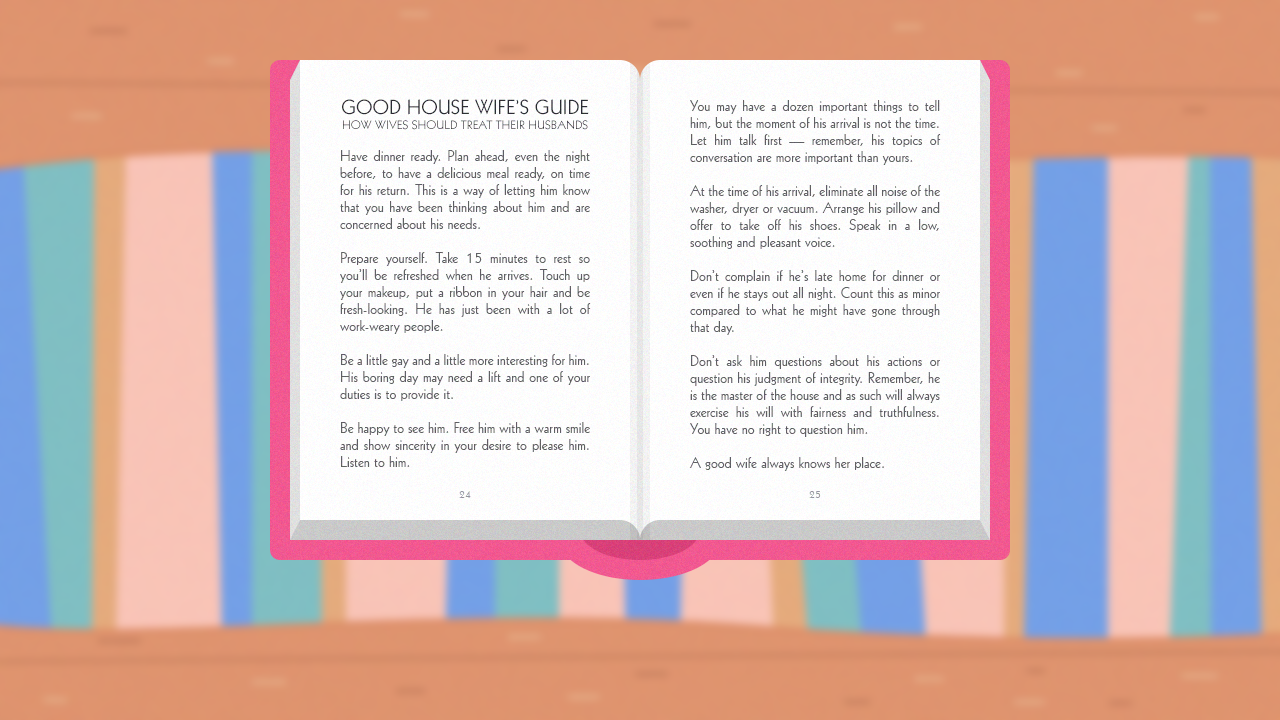 GOOD HOUSE WIFE'S GUIDE
HOW WIVES SHOULD TREAT THEIR HUSBANDS
Have dinner ready. Plan ahead, even the night
before, to have a delicious meal ready, on time
for his return. This is a way of letting him know
that you have been thinking about him and are
concerned about his needs.
Prepare yourself. Take 15 minutes to rest so
you'll be refreshed when he arrives. Touch up
your makeup, put a ribbon in your hair and be
fresh-looking. He has just been with a lot of
work-weary people.
Be a little gay and a little more interesting for him.
His boring day may need a lift and one of your
duties is to provide it.
Be happy to see him. Free him with a warm smile
and show sincerity in your desire to please him.
Listen to him.
24
You may have a dozen important things to tell
him, but the moment of his arrival is not the time.
Let him talk first — remember, his topics of
conversation are more important than yours.
At the time of his arrival, eliminate all noise of the
washer, dryer or vacuum. Arrange his pillow and
offer to take off his shoes. Speak in a low,
soothing and pleasant voice.
Don't complain if he's late home for dinner or
even if he stays out all night. Count this as minor
compared to what he might have gone through
that day.
Don't ask him questions about his actions or
question his judgment of integrity. Remember, he
is the master of the house and as such will always
exercise his will with fairness and truthfulness.
You have no right to question him.
A good wife always knows her place.
25